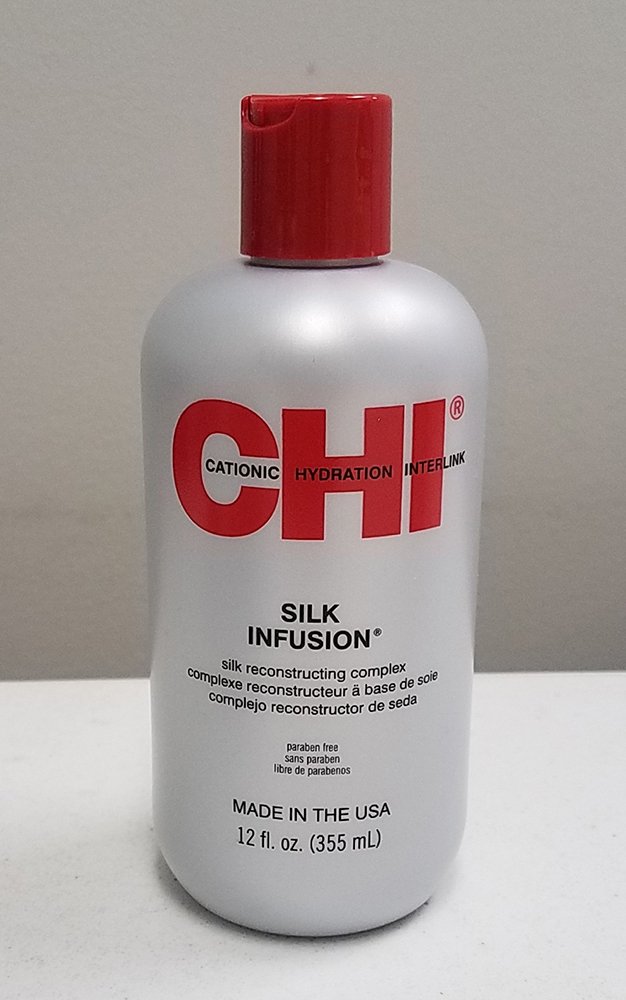 CHI®
CATIONIC HYDRATION INTERLINK
SILK
INFUSION®
silk reconstructing complex
complexe reconstructeur ä base de soie
complejo reconstructor de seda
paraben free
sans paraben
libre de parabenos
MADE IN THE USA
12 fl. oz. (355 mL)